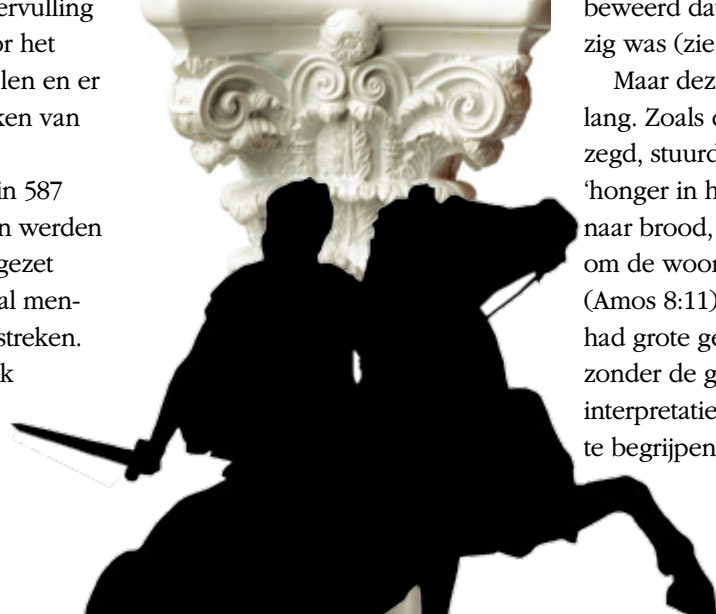 ervulling
or het
len en er
ken van
in 587
n werden
gezet
al men-
streken.
k
beweerd da
zig was (zie
Maar dez
lang. Zoals
zegd, stuurd
‘honger in h
naar brood,
om de woor
(Amos 8:11)
had grote ge
zonder de g
interpretatie
te begrijpen